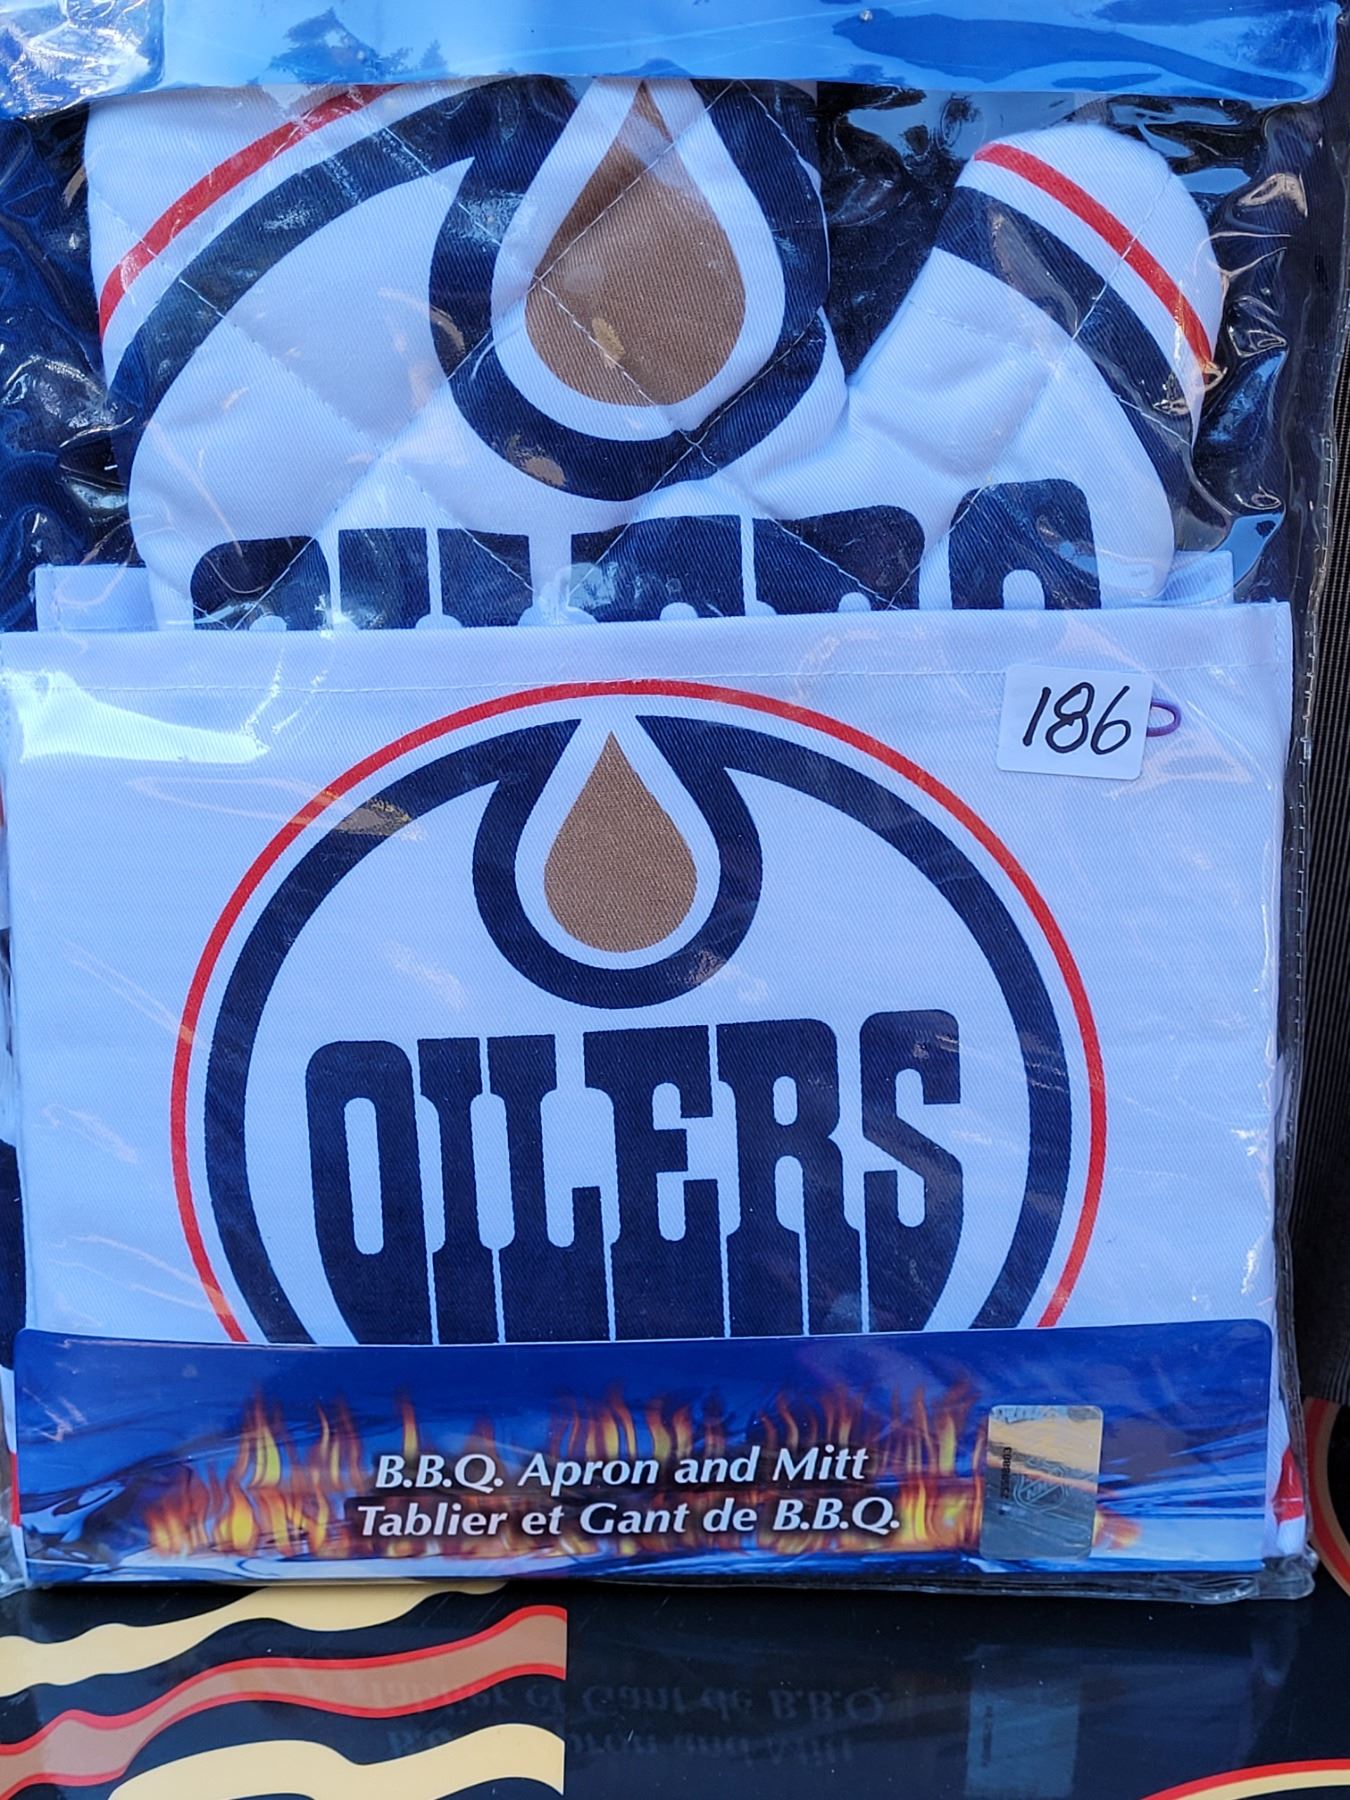 OILERS
186
OILERS
B.B.Q. Apron and Mitt
Tablier et Gant de B.B.Q.